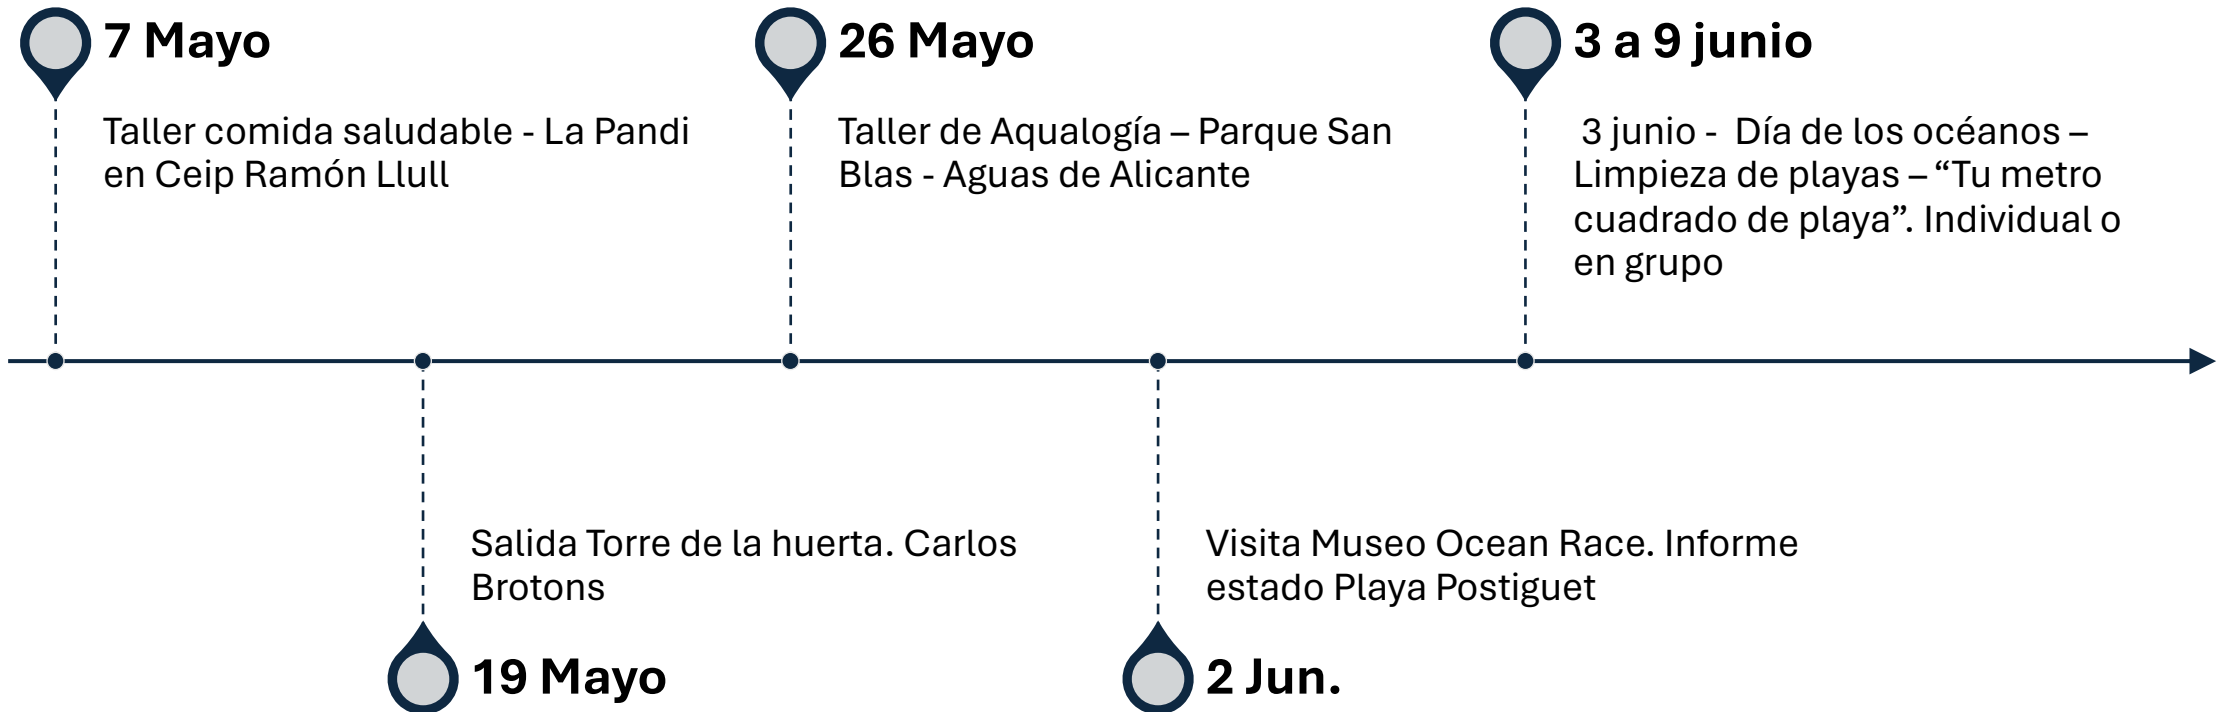 7 Mayo
Taller comida saludable - La Pandi
en Ceip Ramón Llull
26 Mayo
Taller de Aqualogía – Parque San
Blas - Aguas de Alicante
3 a 9 junio
3 junio -  Día de los océanos –
Limpieza de playas – “Tu metro
cuadrado de playa”. Individual o
en grupo
Salida Torre de la huerta. Carlos
Brotons
19 Mayo
Visita Museo Ocean Race. Informe
estado Playa Postiguet
2 Jun.